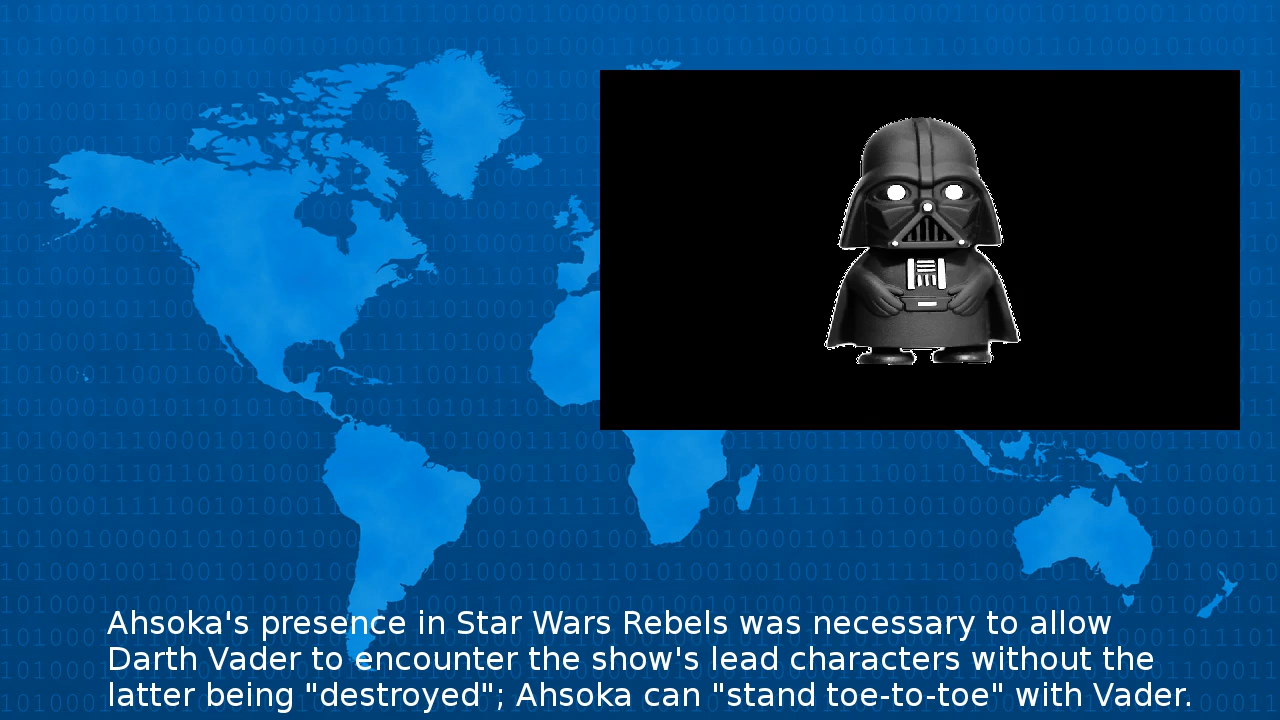 Ahsoka's presence in Star Wars Rebels was necessary to allow
Darth Vader to encounter the show's lead characters without the
latter being "destroyed"; Ahsoka can "stand toe-to-toe" with Vader.